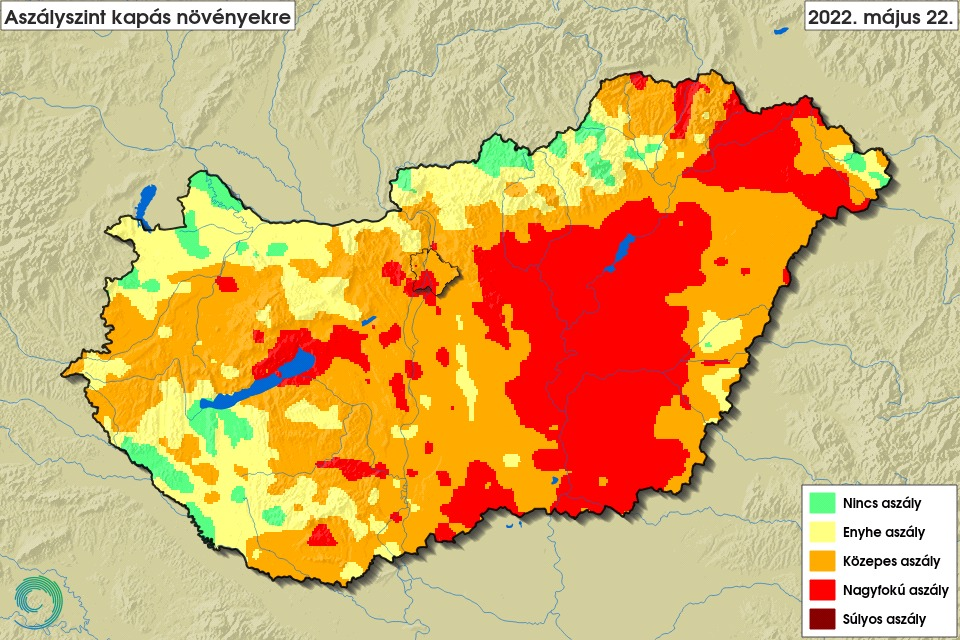 Aszályszint kapás növényekre
2022. május 22.
Nincs aszály
Enyhe aszály
Közepes aszály
Nagyfokú aszály
Súlyos aszály